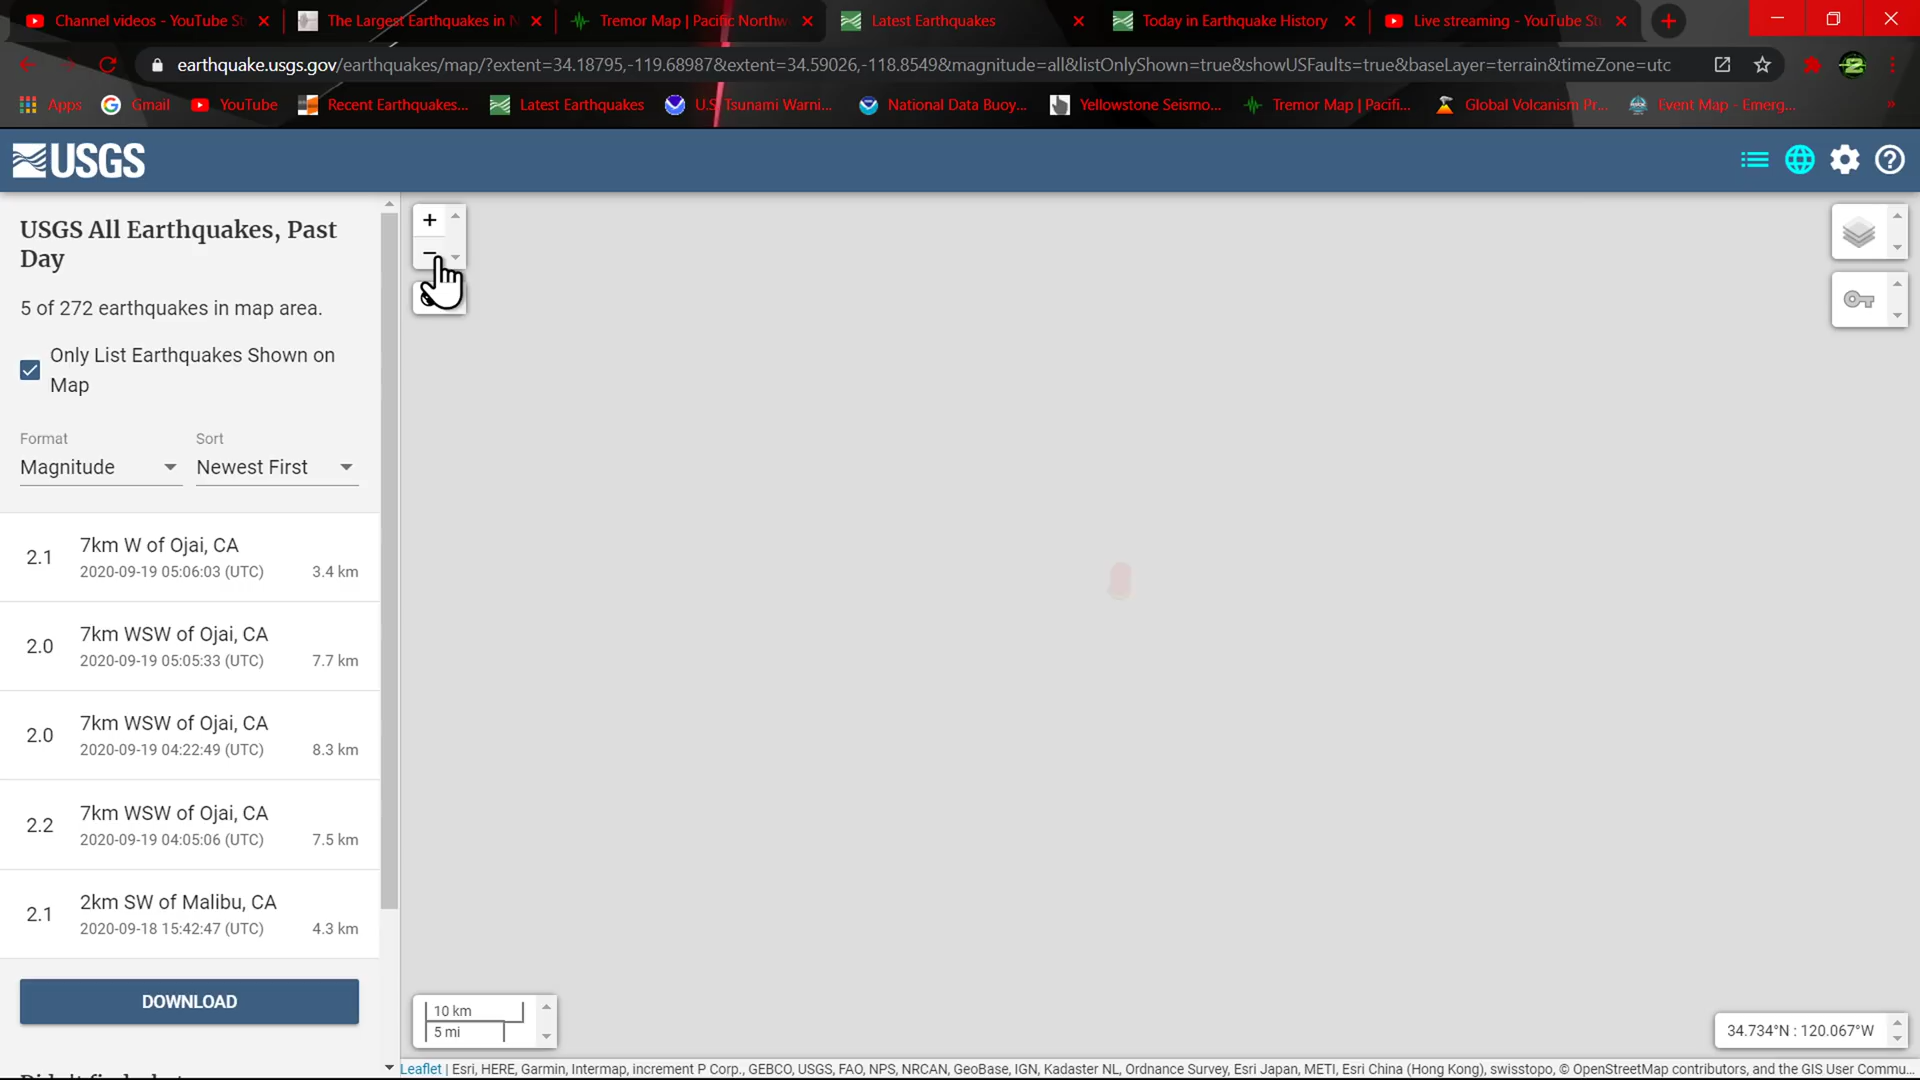 Channel videos - YouTube St
The Largest Earthquakes in N
Tremor Map | Pacific Northw
Latest Earthquakes
Today in Earthquake History
Live streaming - YouTube Stu
earthquake.usgs.gov/earthquakes/map/?extent=34.18795,-119.68987&extent=34.59026,-118.8549&magnitude=all&listOnlyShown=true&showUSFaults=true&baseLayer=terrain&timeZone=utc
Apps
Gmail
YouTube
Recent Earthquakes...
Latest Earthquakes
U.S. Tsunami Warni...
National Data Buoy...
Yellowstone Seismo...
Tremor Map | Pacifi...
Global Volcanism Pr...
Event Map - Emerg...
»
USGS
USGS All Earthquakes, Past
Day
5 of 272 earthquakes in map area.
Only List Earthquakes Shown on
Map
Format
Sort
Magnitude
Newest First
2.1
7km W of Ojai, CA
2020-09-19 05:06:03 (UTC)
3.4 km
2.0
7km WSW of Ojai, CA
2020-09-19 05:05:33 (UTC)
7.7 km
2.0
7km WSW of Ojai, CA
2020-09-19 04:22:49 (UTC)
8.3 km
2.2
7km WSW of Ojai, CA
2020-09-19 04:05:06 (UTC)
7.5 km
2.1
2km SW of Malibu, CA
2020-09-18 15:42:47 (UTC)
4.3 km
DOWNLOAD
+
−
10 km
5 mi
34.734°N : 120.067°W
Leaflet | Esri, HERE, Garmin, Intermap, increment P Corp., GEBCO, USGS, FAO, NPS, NRCAN, GeoBase, IGN, Kadaster NL, Ordnance Survey, Esri Japan, METI, Esri China (Hong Kong), swisstopo, © OpenStreetMap contributors, and the GIS User Commu...